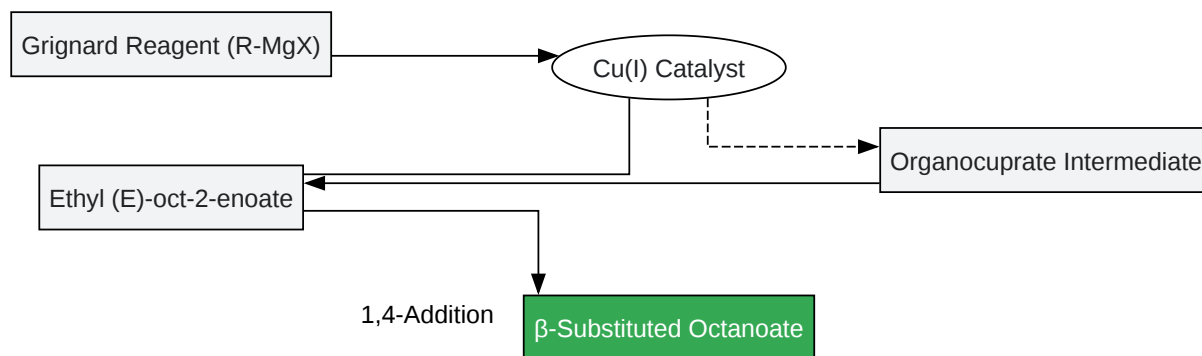 Grignard Reagent (R-MgX)
Cu(I) Catalyst
Organocuprate Intermediate
Ethyl (E)-oct-2-enoate
1,4-Addition
β-Substituted Octanoate